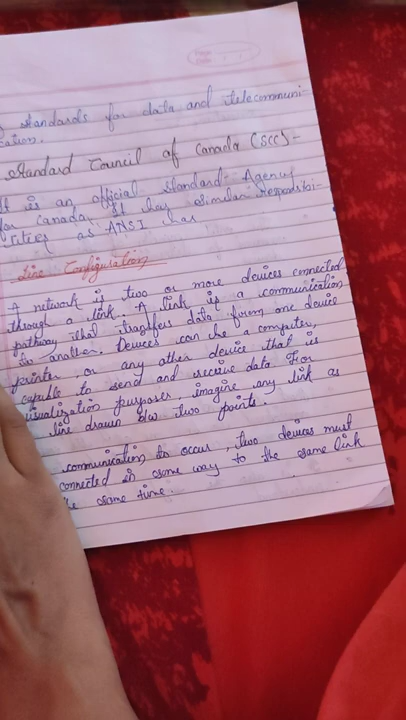 Page
Date
standards for data and telecommuni-
cation.
Standard Council of Canada (SCC)-
It is an official standard Agency
for Canada. It has similar responsibi-
lities as ANSI has
Line Configuration
A network is two or more devices connected
through a link. A link is a communication
pathway that transfers data from one device
to another. Devices can be a computer,
printer, or any other device that is
capable to send and receive data. For
visualization purposes, imagine any link as
line drawn b/w two points.
communication to occur, two devices must
connected in some way to the same link
the same time.